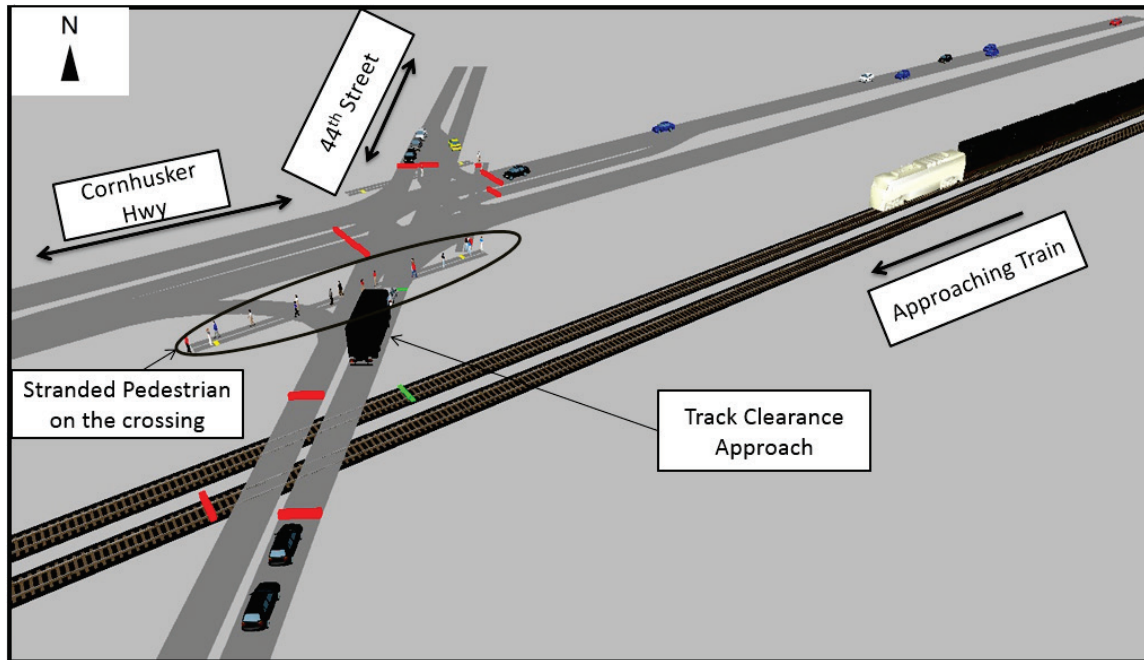 N
44th Street
Cornhusker
Hwy
Approaching Train
Stranded Pedestrian
on the crossing
Track Clearance
Approach